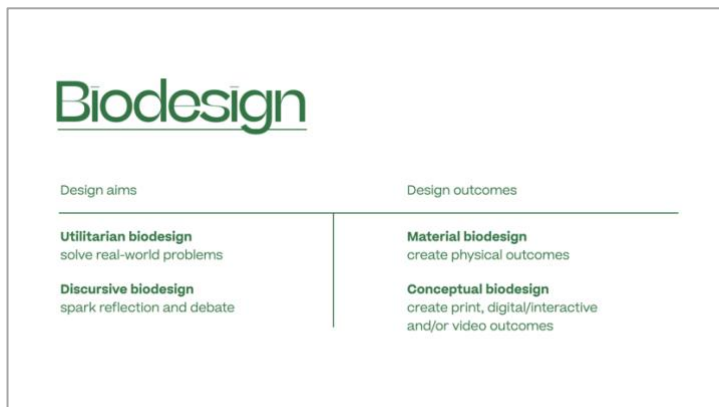 Biodesign
Design aims
Utilitarian biodesign
solve real-world problems
Discursive biodesign
spark reflection and debate
Design outcomes
Material biodesign
create physical outcomes
Conceptual biodesign
create print, digital/interactive
and/or video outcomes